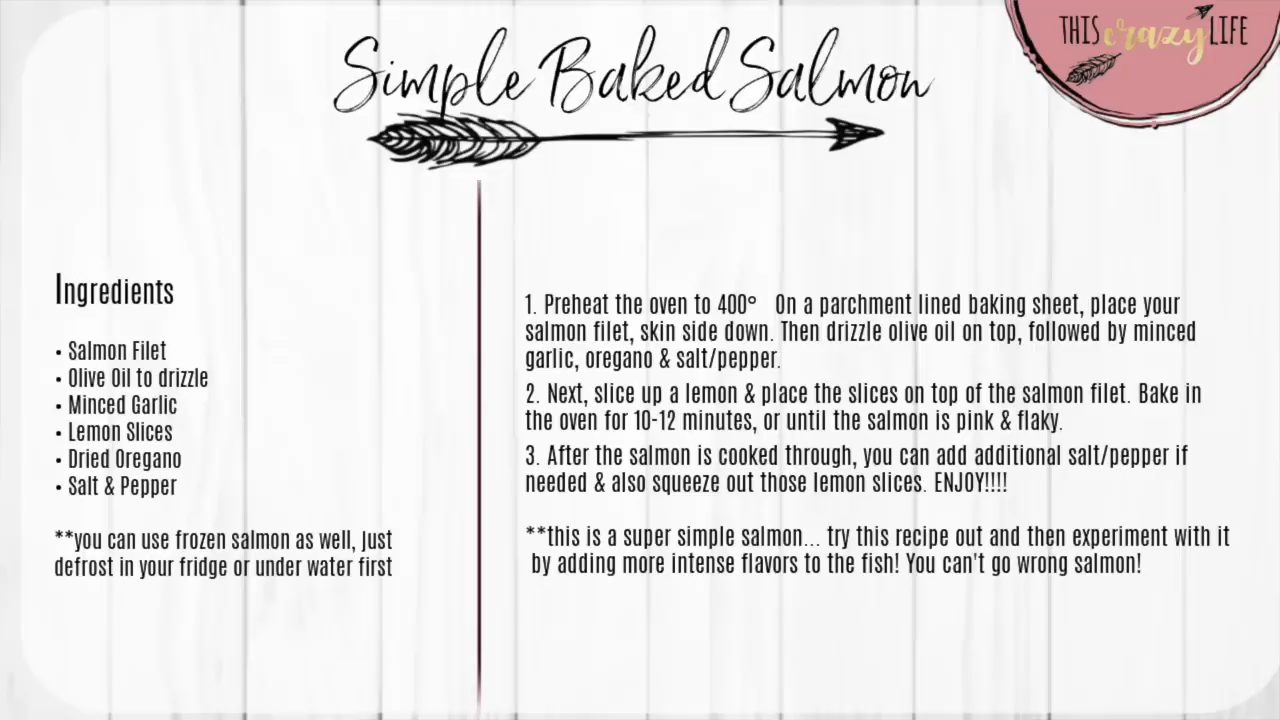 Simple Baked Salmon
THIS crazy LIFE
Ingredients
• Salmon Filet
• Olive Oil to drizzle
• Minced Garlic
• Lemon Slices
• Dried Oregano
• Salt & Pepper
**you can use frozen salmon as well, just
defrost in your fridge or under water first
1. Preheat the oven to 400° On a parchment lined baking sheet, place your
salmon filet, skin side down. Then drizzle olive oil on top, followed by minced
garlic, oregano & salt/pepper.
2. Next, slice up a lemon & place the slices on top of the salmon filet. Bake in
the oven for 10-12 minutes, or until the salmon is pink & flaky.
3. After the salmon is cooked through, you can add additional salt/pepper if
needed & also squeeze out those lemon slices. ENJOY!!!!
**this is a super simple salmon... try this recipe out and then experiment with it
by adding more intense flavors to the fish! You can't go wrong salmon!